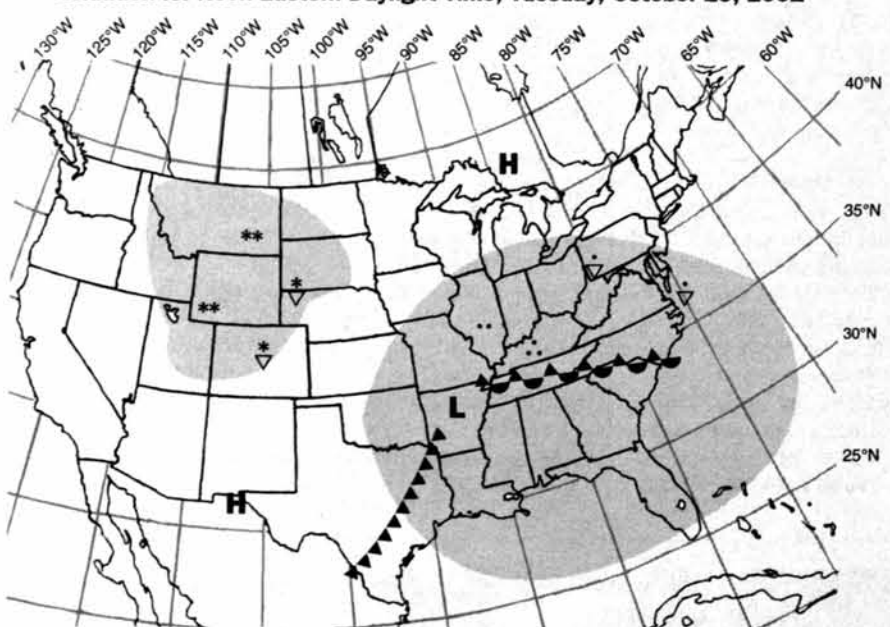 Eastern Daylight Time, Tuesday, October
130°W 125°W 120°W 115°W 110°W 105°W 100°W 95°W 90°W 85°W 80°W 75°W 70°W 65°W 60°W
40°N
H
35°N
30°N
L
25°N
H